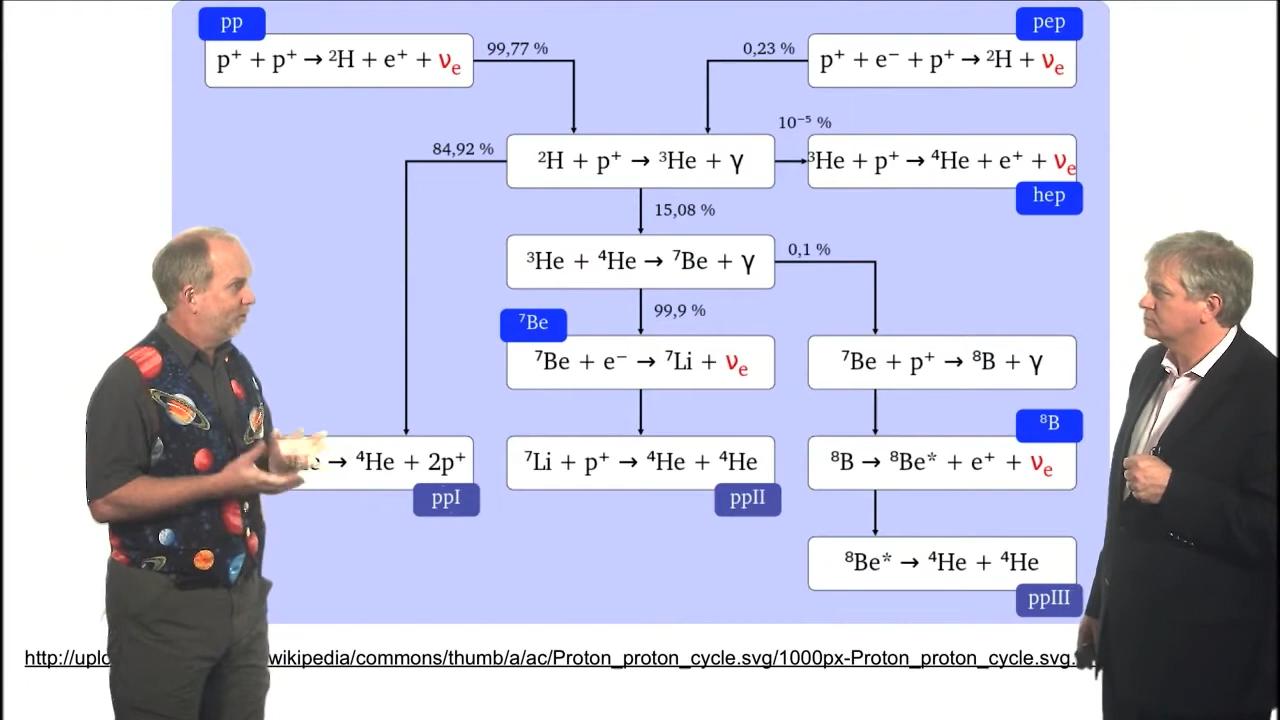 pp
pep
p⁺ + p⁺ → ²H + e⁺ + νₑ
99,77 %
0,23 %
p⁺ + e⁻ + p⁺ → ²H + νₑ
10⁻⁵ %
84,92 %
²H + p⁺ → ³He + γ
³He + p⁺ → ⁴He + e⁺ + νₑ
hep
15,08 %
³He + ⁴He → ⁷Be + γ
0,1 %
99,9 %
⁷Be
⁷Be + e⁻ → ⁷Li + νₑ
⁷Be + p⁺ → ⁸B + γ
⁸B
→ ⁴He + 2p⁺
⁷Li + p⁺ → ⁴He + ⁴He
⁸B → ⁸Be* + e⁺ + νₑ
ppI
ppII
⁸Be* → ⁴He + ⁴He
ppIII
http://uplo wikipedia/commons/thumb/a/ac/Proton_proton_cycle.svg/1000px-Proton_proton_cycle.svg.